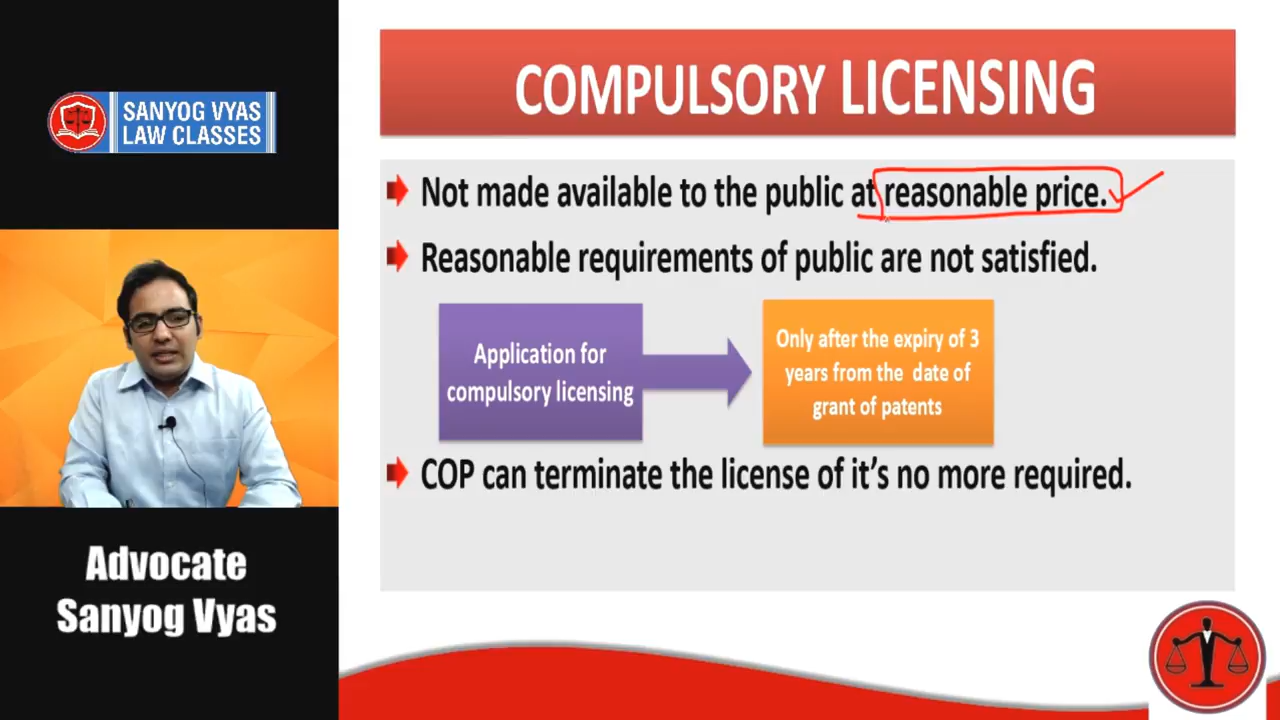 SANYOG VYAS
LAW CLASSES
Advocate
Sanyog Vyas
COMPULSORY LICENSING
Not made available to the public at reasonable price.
Reasonable requirements of public are not satisfied.
Application for
compulsory licensing
Only after the expiry of 3
years from the date of
grant of patents
COP can terminate the license of it's no more required.